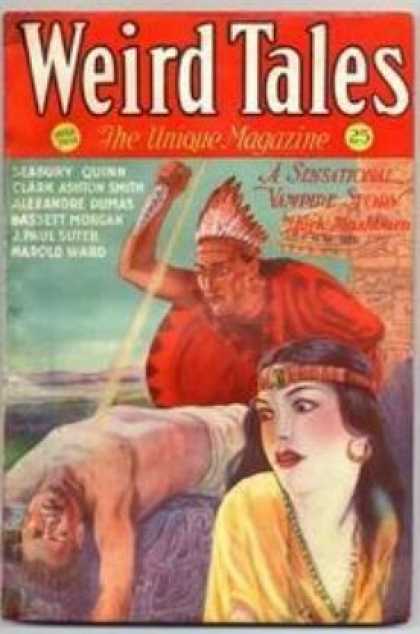 Weird Tales
The Unique Magazine
25¢
SEABURY QUINN
CLARK ASHTON SMITH
ALEXANDRE DUMAS
BASSETT MORGAN
J. PAUL SUTER
HAROLD WARD
A SENSATIONAL
VAMPIRE STORY